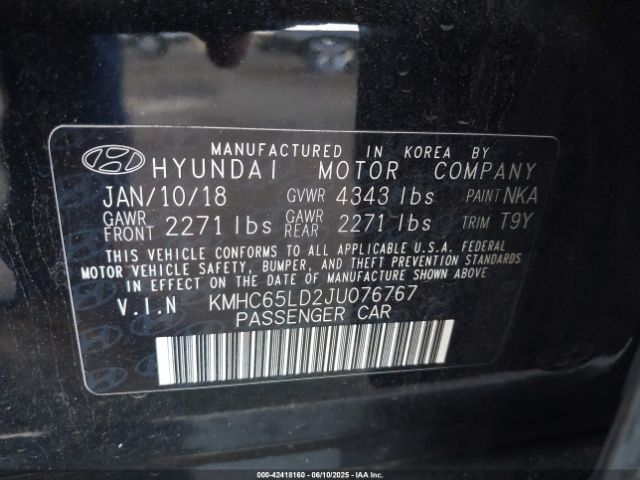 MANUFACTURED IN KOREA BY
HYUNDAI MOTOR COMPANY
JAN/10/18 GVWR 4343 lbs PAINT NKA
GAWR FRONT 2271 lbs GAWR REAR 2271 lbs TRIM T9Y
THIS VEHICLE CONFORMS TO ALL APPLICABLE U.S.A. FEDERAL
MOTOR VEHICLE SAFETY, BUMPER, AND THEFT PREVENTION STANDARDS
IN EFFECT ON THE DATE OF MANUFACTURE SHOWN ABOVE.
V.I.N KMHC65LD2JU076767
PASSENGER CAR
000-42418160 - 06/10/2025 - IAA Inc.